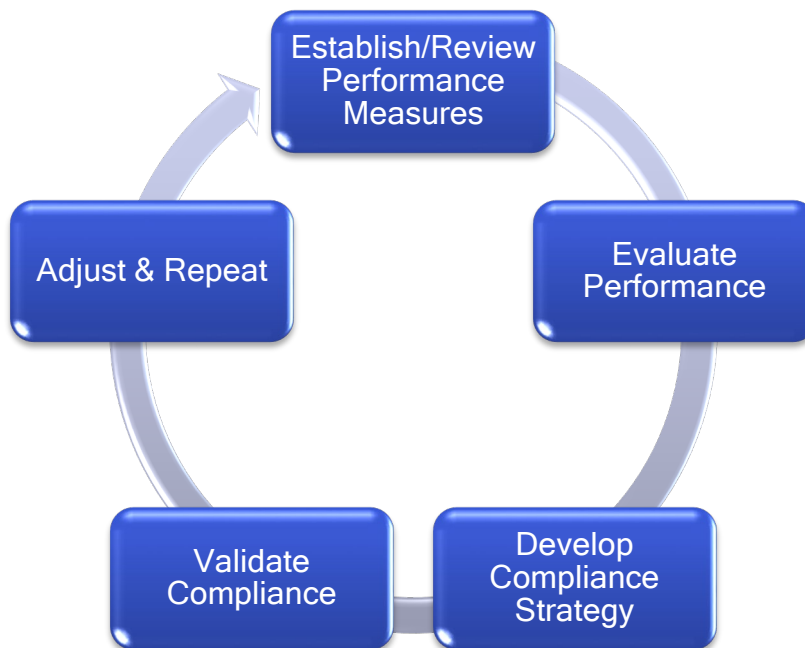 Establish/Review
Performance
Measures
Evaluate
Performance
Develop
Compliance
Strategy
Validate
Compliance
Adjust & Repeat